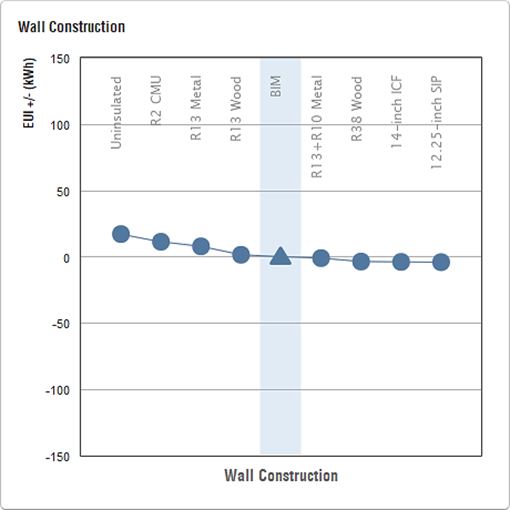 Wall Construction
EUI +/- (kWh)
150
100
50
0
-50
-100
-150
Uninsulated
R2 CMU
R13 Metal
R13 Wood
BIM
R13+R10 Metal
R38 Wood
14-inch ICF
12.25-inch SIP
Wall Construction